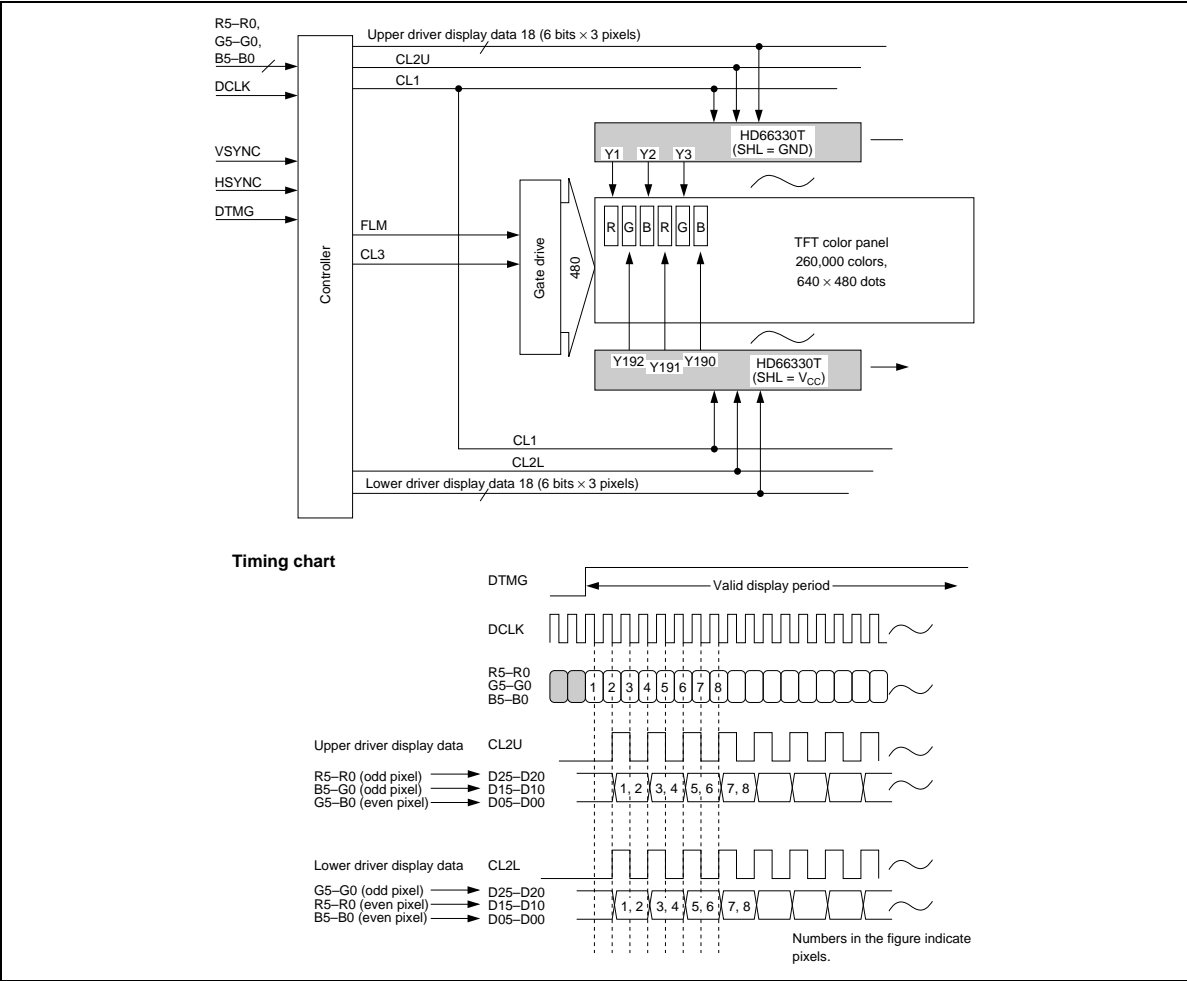 R5–R0,
G5–G0,
B5–B0
DCLK
VSYNC
HSYNC
DTMG
Controller
Upper driver display data 18 (6 bits × 3 pixels)
CL2U
CL1
HD66330T
(SHL = GND)
Y1 Y2 Y3
FLM
CL3
Gate drive
480
R G B R G B
TFT color panel
260,000 colors,
640 × 480 dots
Y192 Y191 Y190
HD66330T
(SHL = VCC)
CL1
CL2L
Lower driver display data 18 (6 bits × 3 pixels)
Timing chart
DTMG
Valid display period
DCLK
R5–R0
G5–G0
B5–B0
1 2 3 4 5 6 7 8
Upper driver display data CL2U
R5–R0 (odd pixel) D25–D20
B5–G0 (odd pixel) D15–D10
G5–B0 (even pixel) D05–D00
1, 2 3, 4 5, 6 7, 8
Lower driver display data CL2L
G5–G0 (odd pixel) D25–D20
R5–R0 (even pixel) D15–D10
B5–B0 (even pixel) D05–D00
1, 2 3, 4 5, 6 7, 8
Numbers in the figure indicate
pixels.